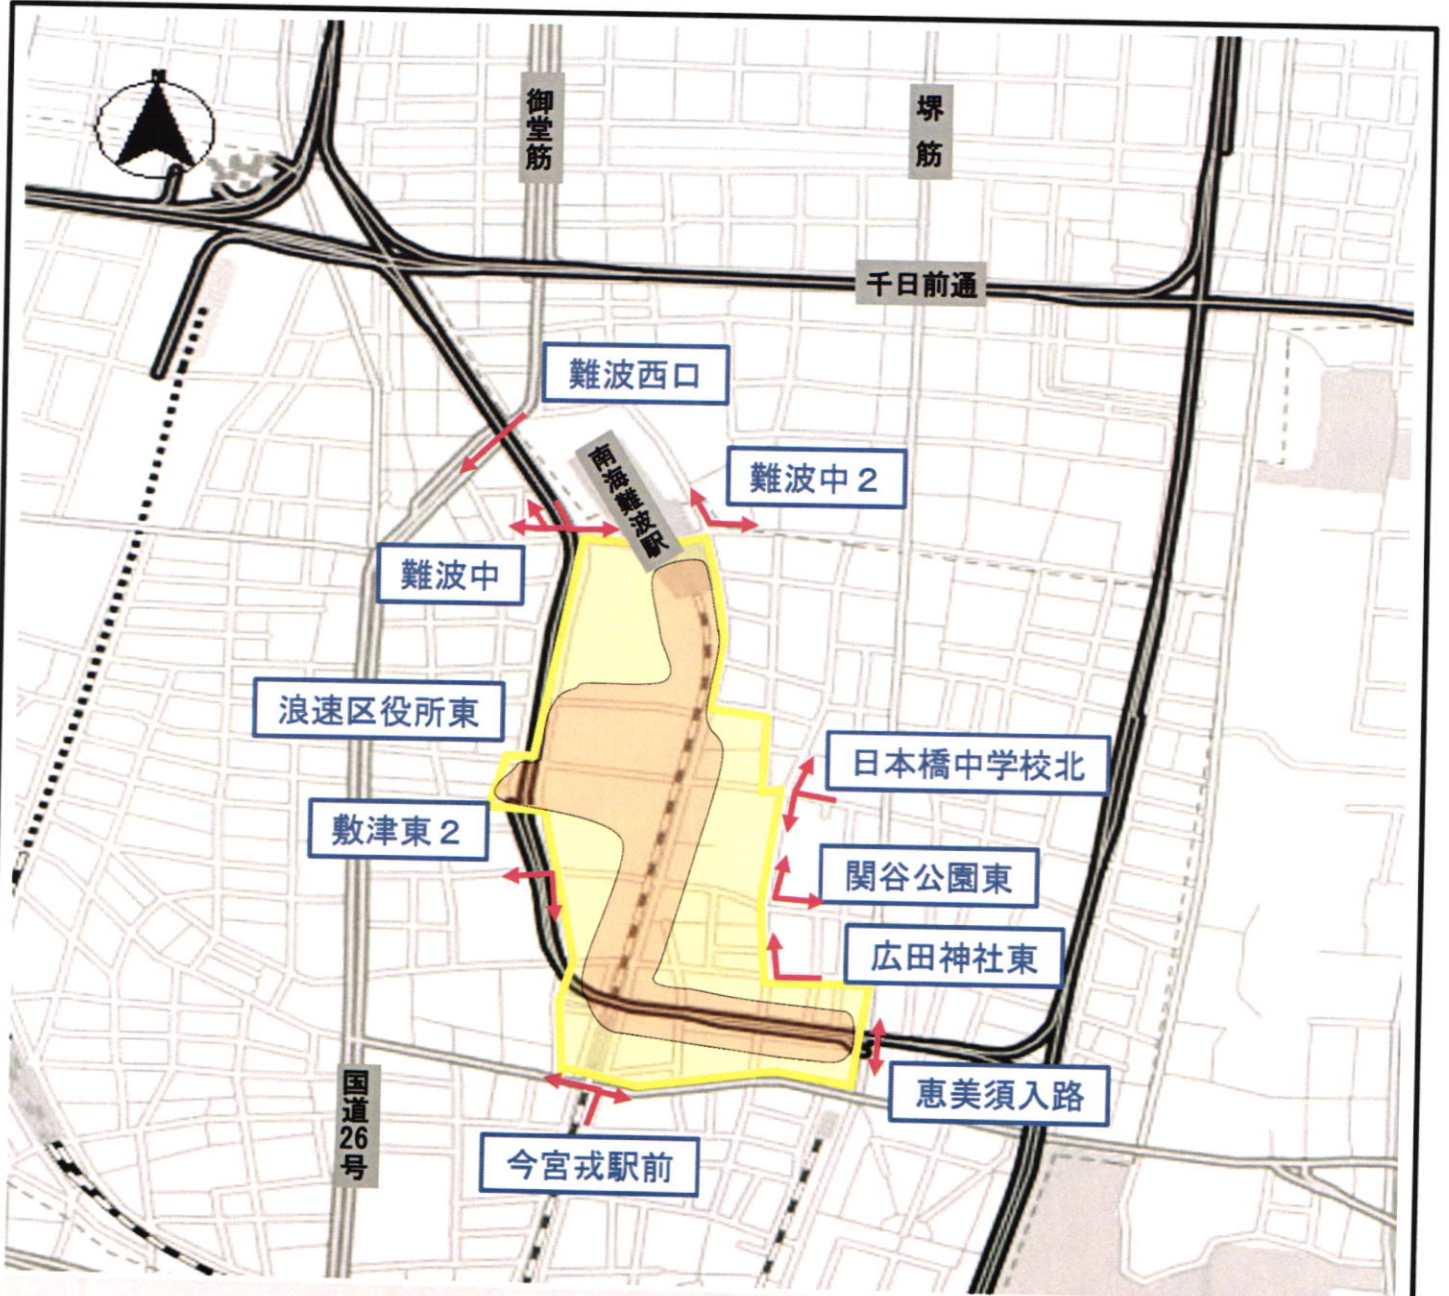 N
御堂筋
堺筋
千日前通
難波西口
南海難波駅
難波中２
難波中
浪速区役所東
日本橋中学校北
敷津東２
関谷公園東
広田神社東
国道26号
恵美須入路
今宮戎駅前